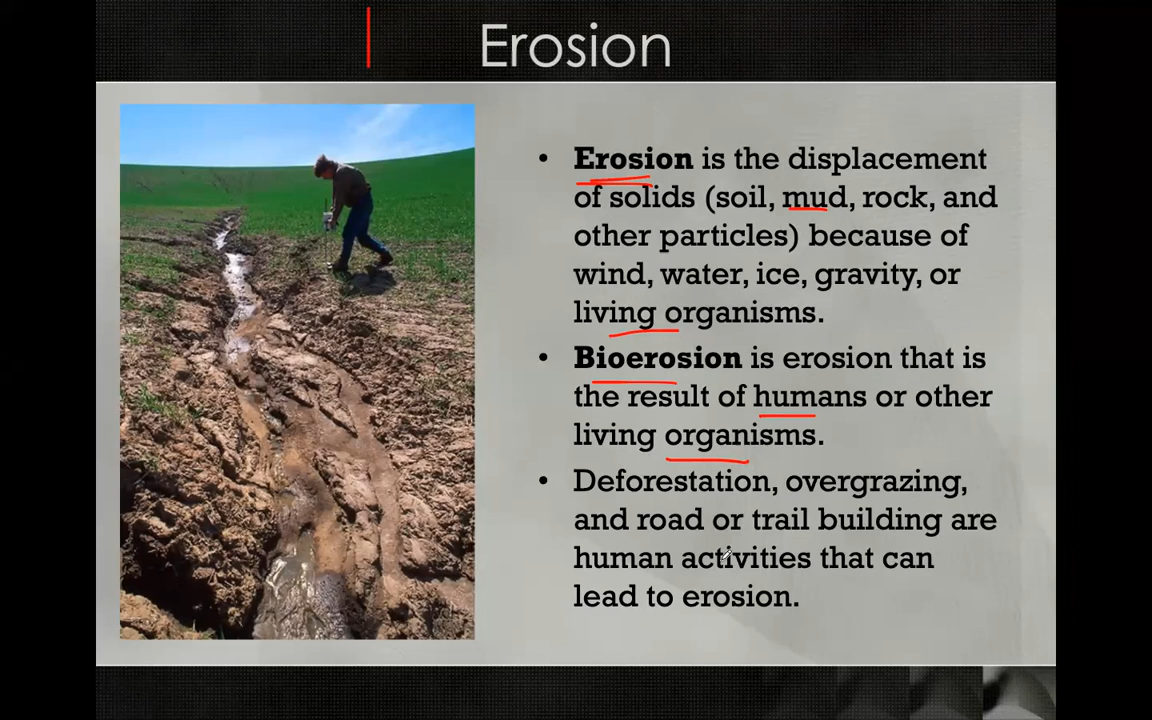 Erosion
• Erosion is the displacement
of solids (soil, mud, rock, and
other particles) because of
wind, water, ice, gravity, or
living organisms.
• Bioerosion is erosion that is
the result of humans or other
living organisms.
• Deforestation, overgrazing,
and road or trail building are
human activities that can
lead to erosion.